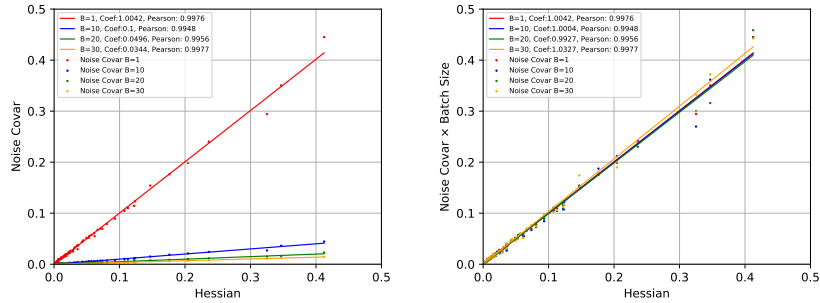 B=1, Coef:1.0042, Pearson: 0.9976
B=10, Coef:0.1, Pearson: 0.9948
B=20, Coef:0.0496, Pearson: 0.9956
B=30, Coef:0.0344, Pearson: 0.9977
Noise Covar B=1
Noise Covar B=10
Noise Covar B=20
Noise Covar B=30
Noise Covar
0.5
0.4
0.3
0.2
0.1
0.0
0.0
0.1
0.2
0.3
0.4
0.5
Hessian
B=1, Coef:1.0042, Pearson: 0.9976
B=10, Coef:1.0004, Pearson: 0.9948
B=20, Coef:0.9927, Pearson: 0.9956
B=30, Coef:1.0327, Pearson: 0.9977
Noise Covar B=1
Noise Covar B=10
Noise Covar B=20
Noise Covar B=30
Noise Covar × Batch Size
0.5
0.4
0.3
0.2
0.1
0.0
0.0
0.1
0.2
0.3
0.4
0.5
Hessian